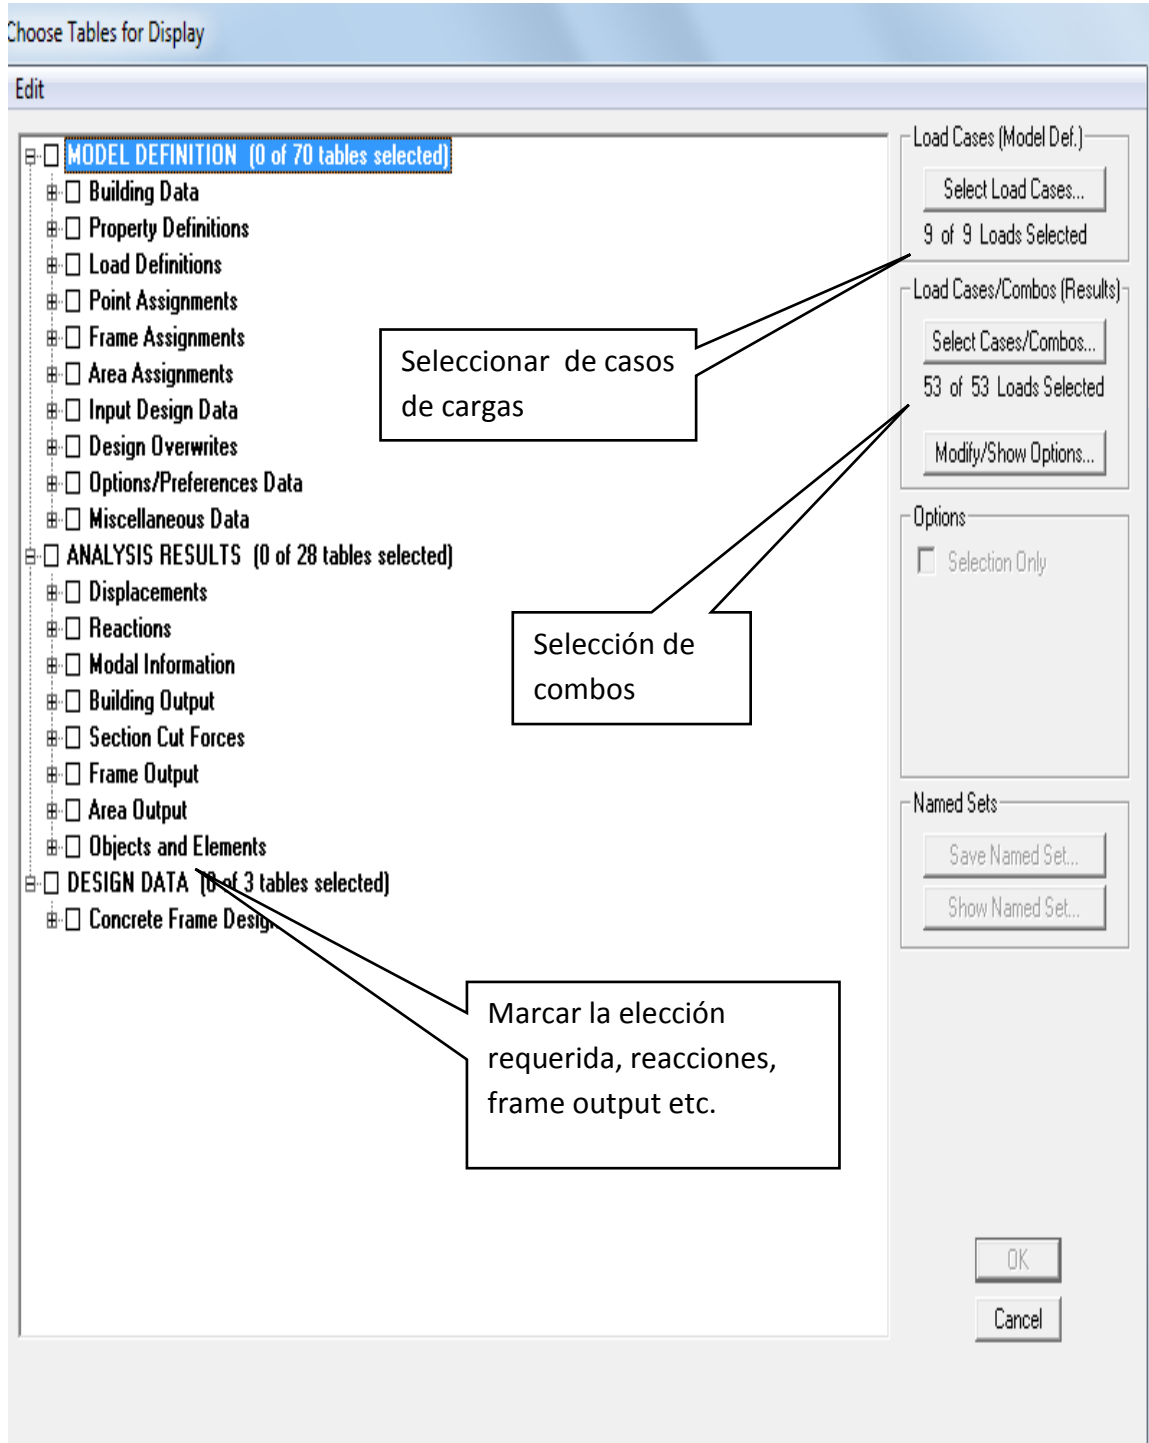 Choose Tables for Display
Edit
MODEL DEFINITION (0 of 70 tables selected)
Building Data
Property Definitions
Load Definitions
Point Assignments
Frame Assignments
Area Assignments
Input Design Data
Design Overwrites
Options/Preferences Data
Miscellaneous Data
ANALYSIS RESULTS (0 of 28 tables selected)
Displacements
Reactions
Modal Information
Building Output
Section Cut Forces
Frame Output
Area Output
Objects and Elements
DESIGN DATA (0 of 3 tables selected)
Concrete Frame Design
Load Cases (Model Def.)
Select Load Cases...
9 of 9 Loads Selected
Load Cases/Combos (Results)
Select Cases/Combos...
53 of 53 Loads Selected
Modify/Show Options...
Options
Selection Only
Named Sets
Save Named Set...
Show Named Set...
OK
Cancel
Seleccionar de casos
de cargas
Selección de
combos
Marcar la elección
requerida, reacciones,
frame output etc.